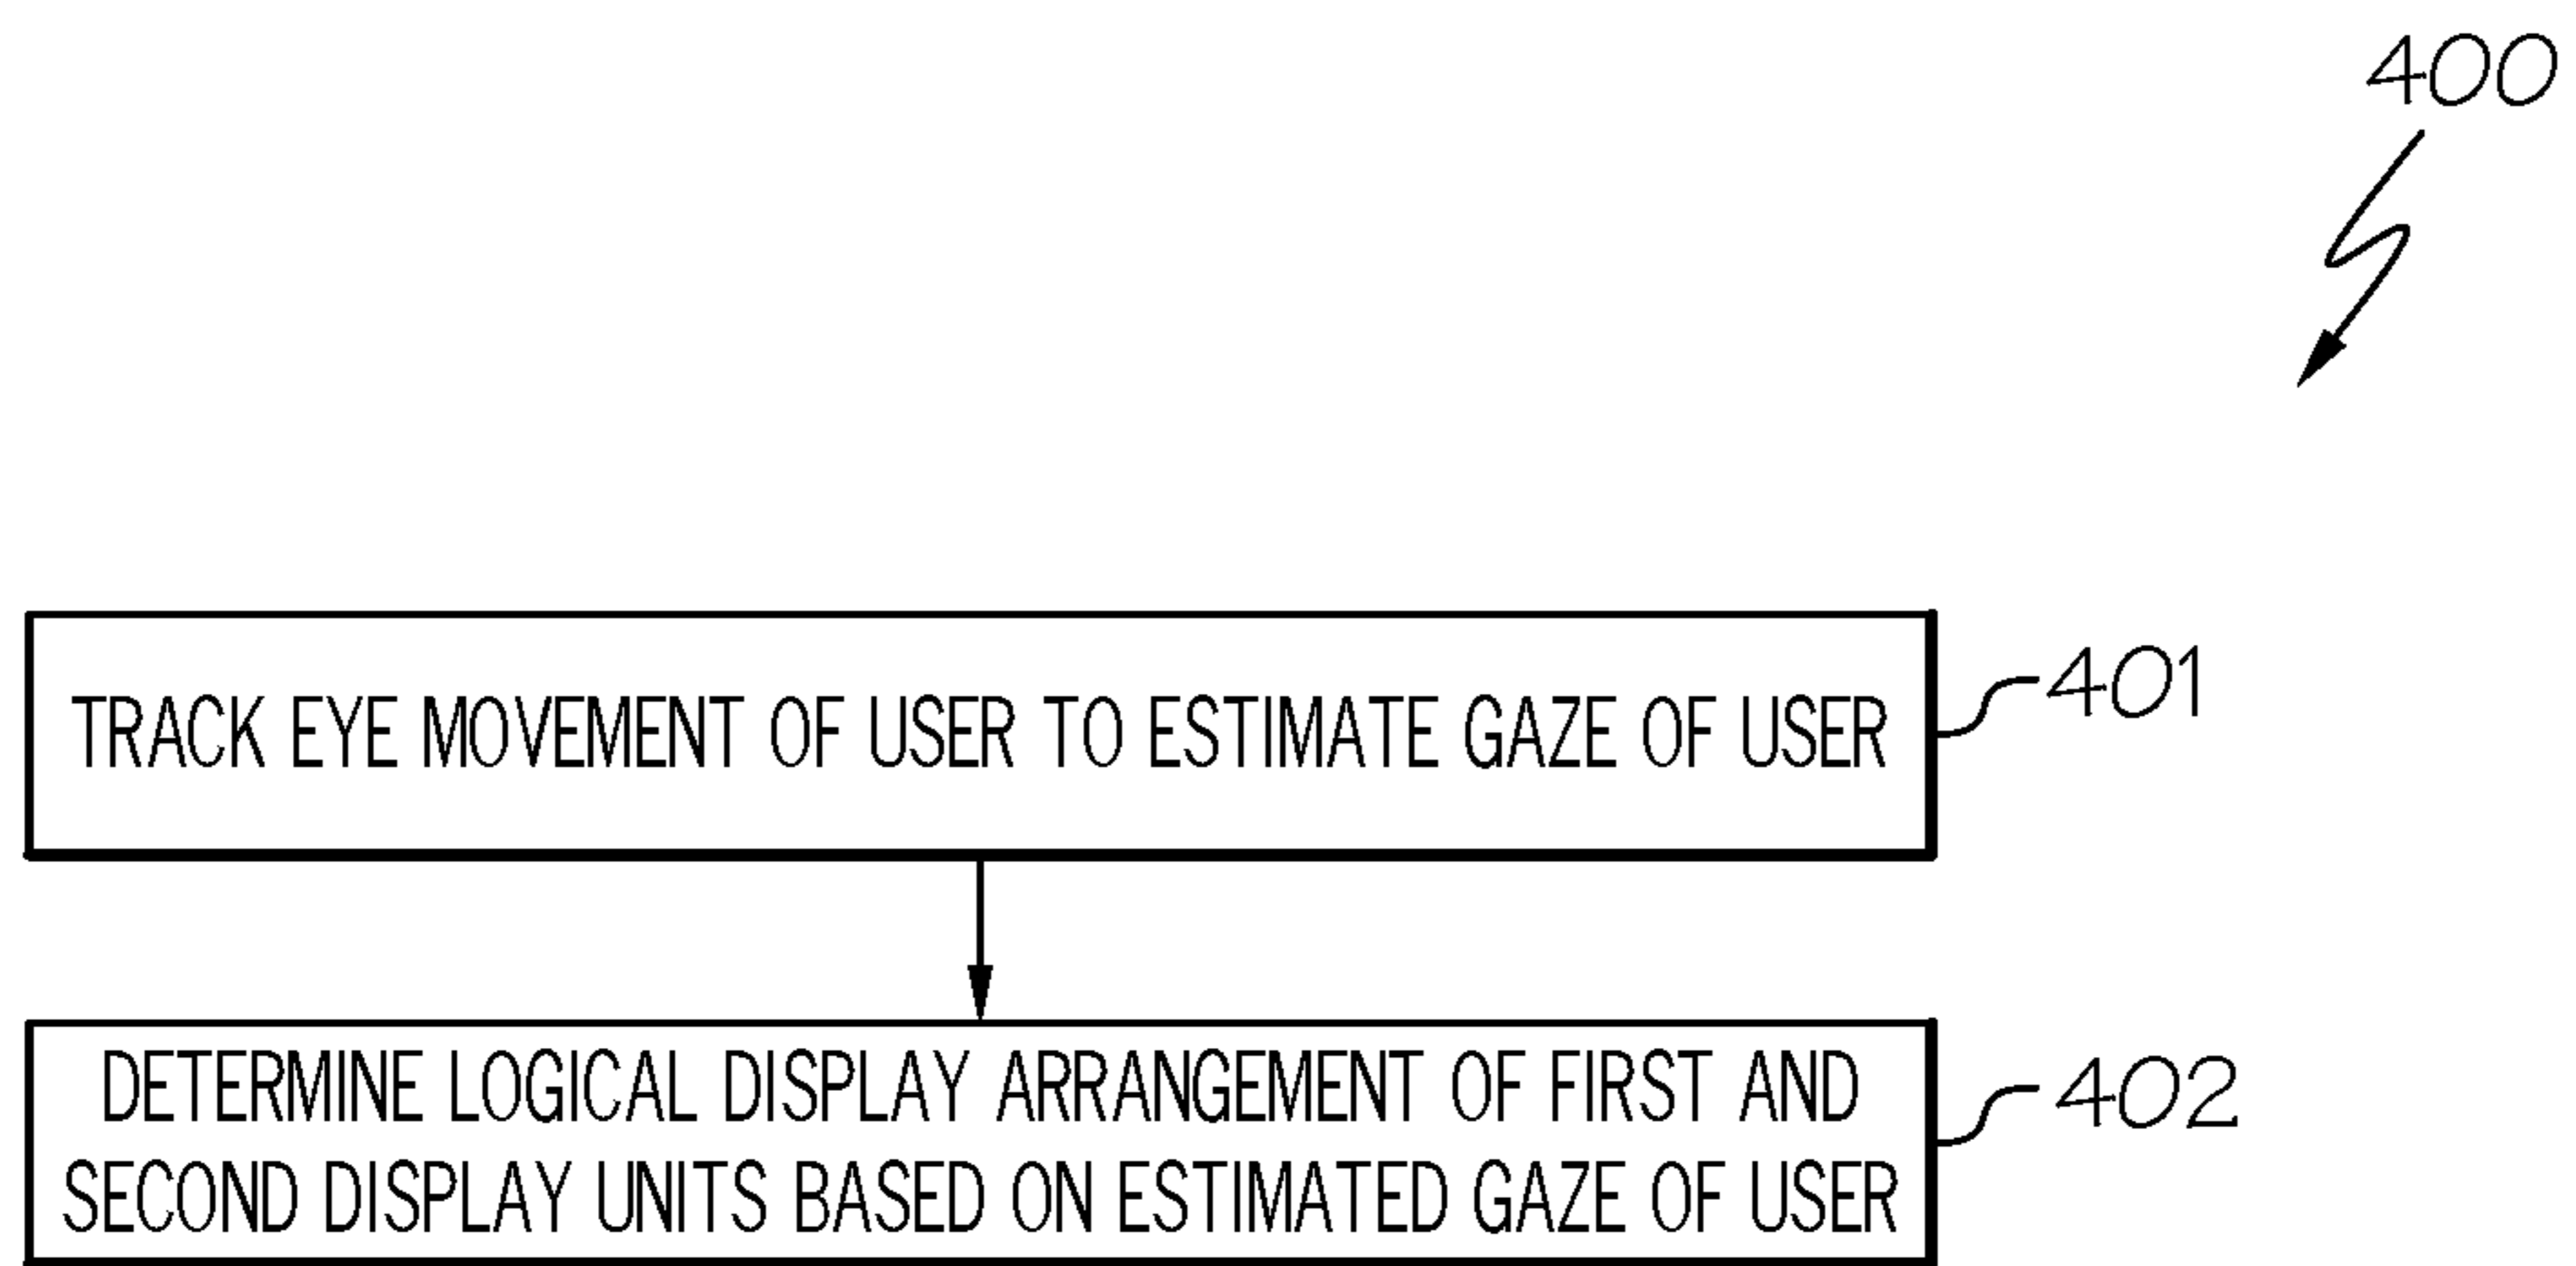 400
TRACK EYE MOVEMENT OF USER TO ESTIMATE GAZE OF USER
401
DETERMINE LOGICAL DISPLAY ARRANGEMENT OF FIRST AND
SECOND DISPLAY UNITS BASED ON ESTIMATED GAZE OF USER
402